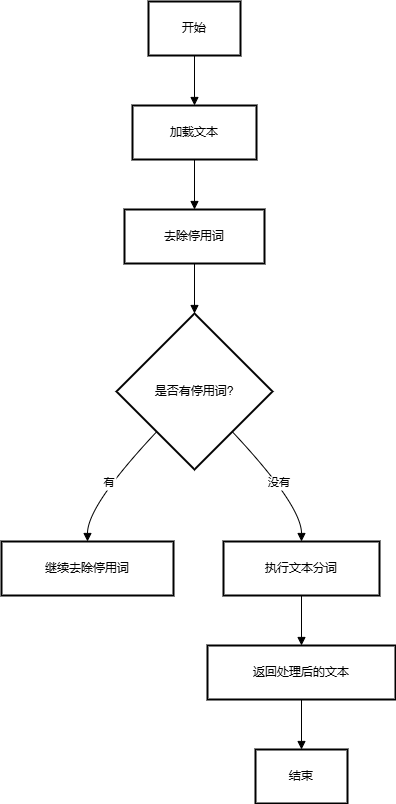 开始
加载文本
去除停用词
是否有停用词?
有
没有
继续去除停用词
执行文本分词
返回处理后的文本
结束